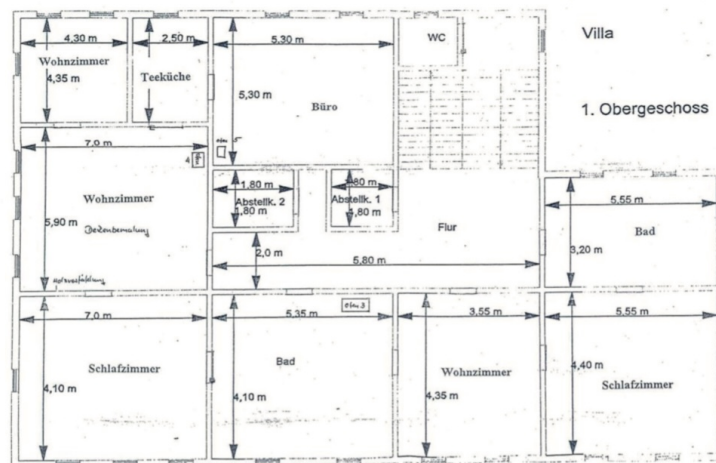 Villa
1. Obergeschoss
4,30 m
Wohnzimmer
4,35 m
2,50 m
Teeküche
5,30 m
5,30 m
Büro
WC
7,0 m
Wohnzimmer
5,90 m
Deckenbemalung
1,80 m
Abstellk. 2
1,80 m
1,80 m
Abstellk. 1
1,80 m
Flur
2,0 m
5,80 m
5,55 m
Bad
3,20 m
7,0 m
Schlafzimmer
4,10 m
5,35 m
Bad
4,10 m
3,55 m
Wohnzimmer
4,35 m
5,55 m
Schlafzimmer
4,40 m